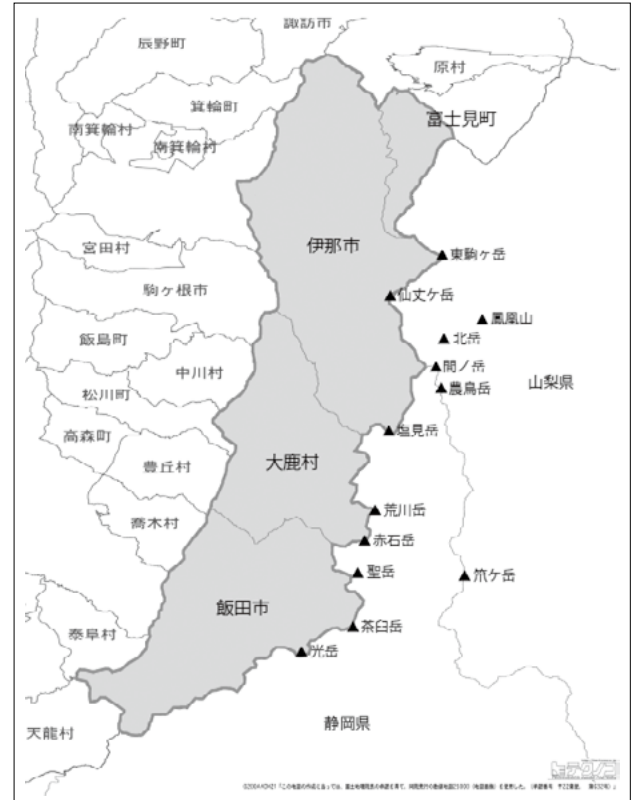 諏訪市
辰野町
原村
箕輪町
富士見町
南箕輪村
南箕輪村
伊那市
宮田村
▲東駒ヶ岳
駒ヶ根市
▲仙丈ケ岳
▲鳳凰山
飯島町
▲北岳
中川村
▲間ノ岳
山梨県
▲農鳥岳
松川町
高森町
▲塩見岳
大鹿村
豊丘村
▲荒川岳
喬木村
▲赤石岳
▲聖岳
▲笊ケ岳
飯田市
▲茶臼岳
泰阜村
▲光岳
天龍村
静岡県